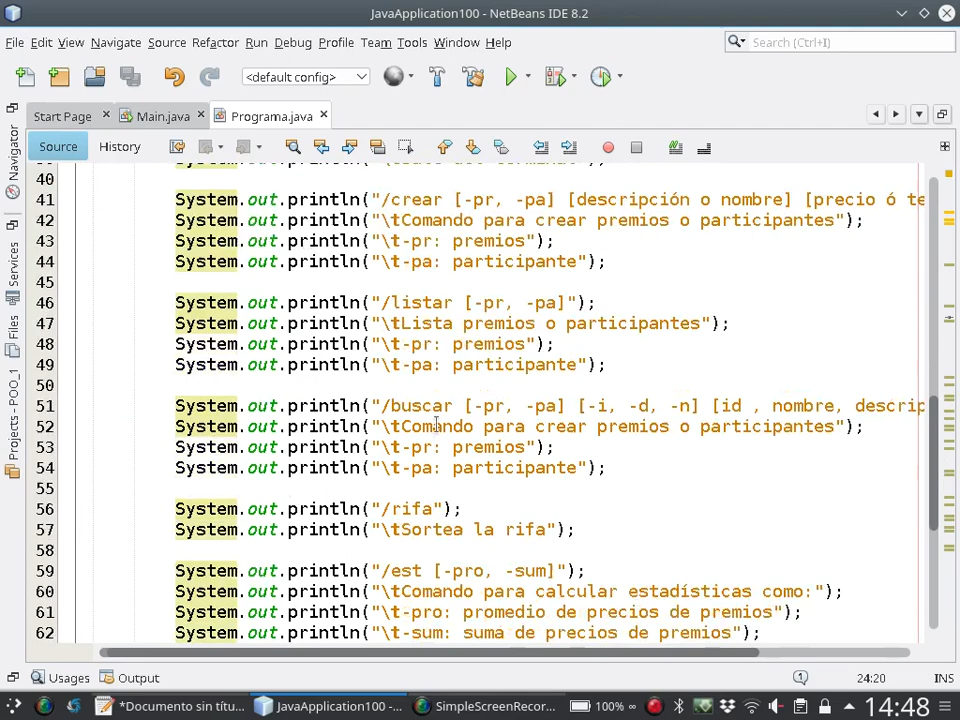 JavaApplication100 - NetBeans IDE 8.2
File Edit View Navigate Source Refactor Run Debug Profile Team Tools Window Help
Search (Ctrl+I)
<default config>
Start Page Main.java Programa.java
Source History
Navigator
Services
Files
Projects - POO_1
40
41 System.out.println("/crear [-pr, -pa] [descripción o nombre] [precio ó te
42 System.out.println("\tComando para crear premios o participantes");
43 System.out.println("\t-pr: premios");
44 System.out.println("\t-pa: participante");
45
46 System.out.println("/listar [-pr, -pa]");
47 System.out.println("\tLista premios o participantes");
48 System.out.println("\t-pr: premios");
49 System.out.println("\t-pa: participante");
50
51 System.out.println("/buscar [-pr, -pa] [-i, -d, -n] [id , nombre, descrip
52 System.out.println("\tComando para crear premios o participantes");
53 System.out.println("\t-pr: premios");
54 System.out.println("\t-pa: participante");
55
56 System.out.println("/rifa");
57 System.out.println("\tSortea la rifa");
58
59 System.out.println("/est [-pro, -sum]");
60 System.out.println("\tComando para calcular estadísticas como:");
61 System.out.println("\t-pro: promedio de precios de premios");
62 System.out.println("\t-sum: suma de precios de premios");
Usages Output
1
24:20 INS
*Documento sin títu... JavaApplication100 -... SimpleScreenRecor... 100% 14:48